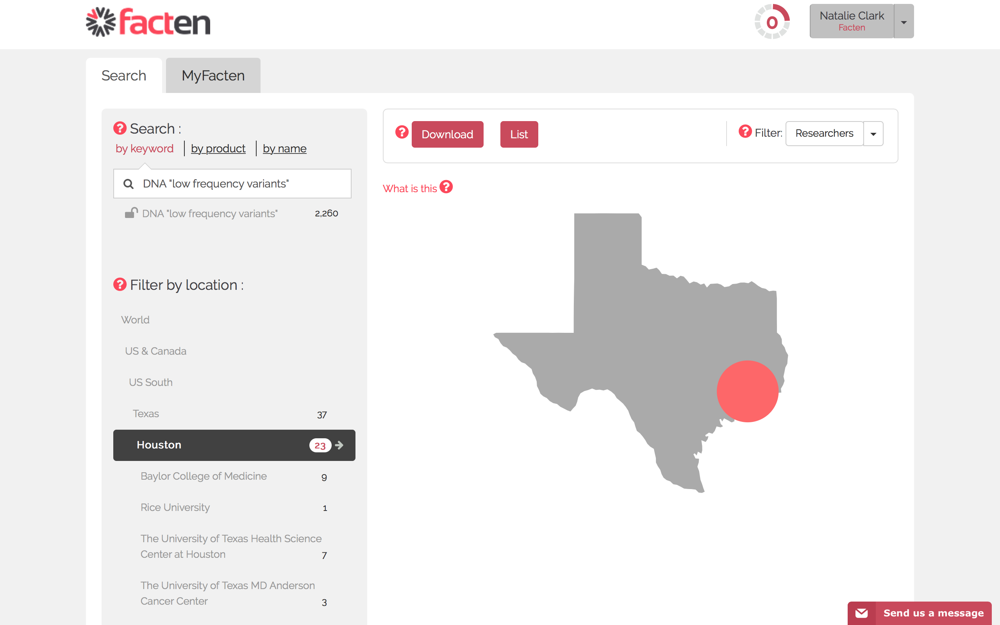 facten
0
Natalie Clark
Facten
Search
MyFacten
? Search :
by keyword
by product
by name
DNA "low frequency variants"
DNA "low frequency variants" 2,260
? Filter by location :
World
US & Canada
US South
Texas 37
Houston 23
Baylor College of Medicine 9
Rice University 1
The University of Texas Health Science
Center at Houston 7
The University of Texas MD Anderson
Cancer Center 3
? Download List
? Filter: Researchers
What is this ?
Send us a message